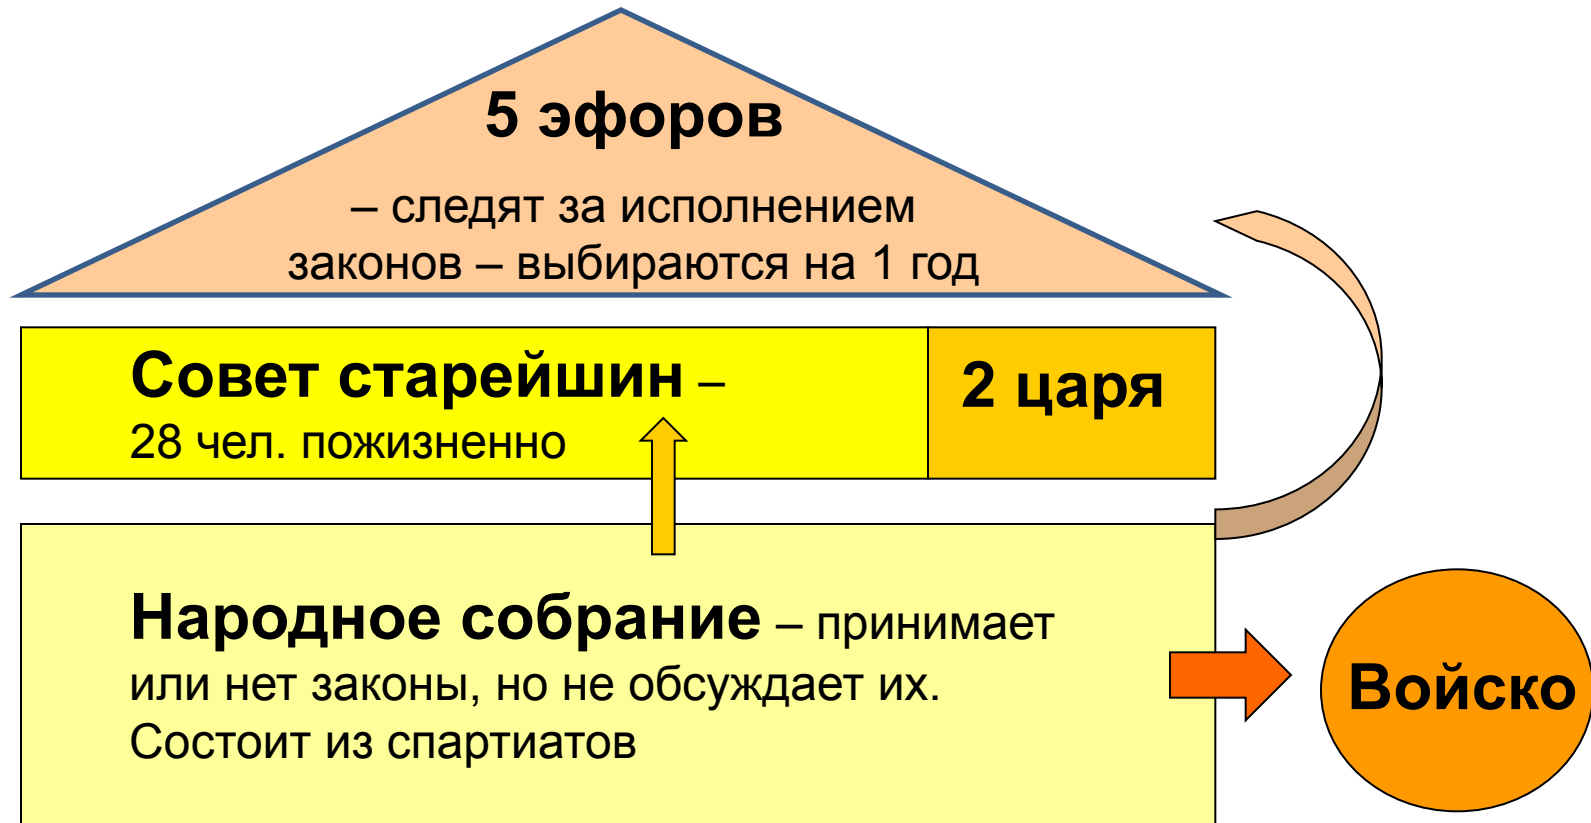 5 эфоров
– следят за исполнением
законов – выбираются на 1 год
Совет старейшин –
28 чел. пожизненно
2 царя
Народное собрание – принимает
или нет законы, но не обсуждает их.
Состоит из спартиатов
Войско